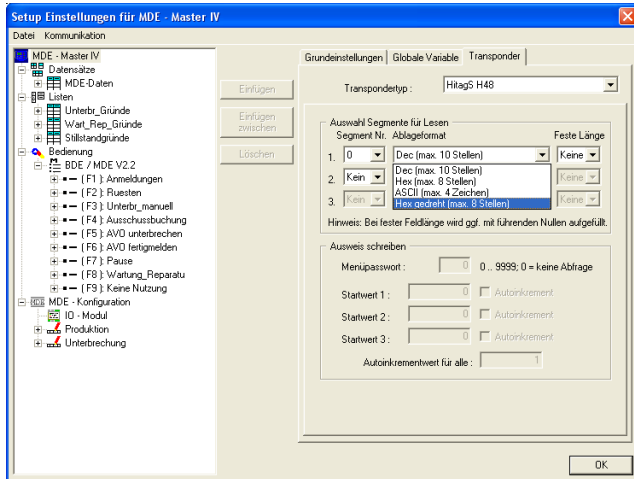 Setup Einstellungen für MDE - Master IV
Datei Kommunikation
MDE - Master IV
Datensätze
MDE-Daten
Listen
Unterbr_Gründe
Wart_Rep_Gründe
Stillstandgründe
Bedienung
BDE / MDE V2.2
( F1 ): Anmeldungen
( F2 ): Ruesten
( F3 ): Unterbr_manuell
( F4 ): Ausschussbuchung
( F5 ): AVO unterbrechen
( F6 ): AVO fertigmelden
( F7 ): Pause
( F8 ): Wartung_Reparatu
( F9 ): Keine Nutzung
MDE - Konfiguration
IO - Modul
Produktion
Unterbrechung
Einfügen
Einfügen
zwischen
Löschen
Grundeinstellungen Globale Variable Transponder
Transpondertyp : HitagS H48
Auswahl Segmente für Lesen
Segment Nr. Ablageformat Feste Länge
1. 0 Dec (max. 10 Stellen) Keine
Dec (max. 10 Stellen)
2. Kein Hex (max. 8 Stellen) Keine
ASCII (max. 4 Zeichen)
3. Kein Hex gedreht (max. 8 Stellen) Keine
Hinweis: Bei fester Feldlänge wird ggf. mit führenden Nullen aufgefüllt.
Ausweis schreiben
Menüpasswort : 0 0 .. 9999; 0 = keine Abfrage
Startwert 1 : 0 Autoinkrement
Startwert 2 : 0 Autoinkrement
Startwert 3 : 0 Autoinkrement
Autoinkrementwert für alle : 1
OK